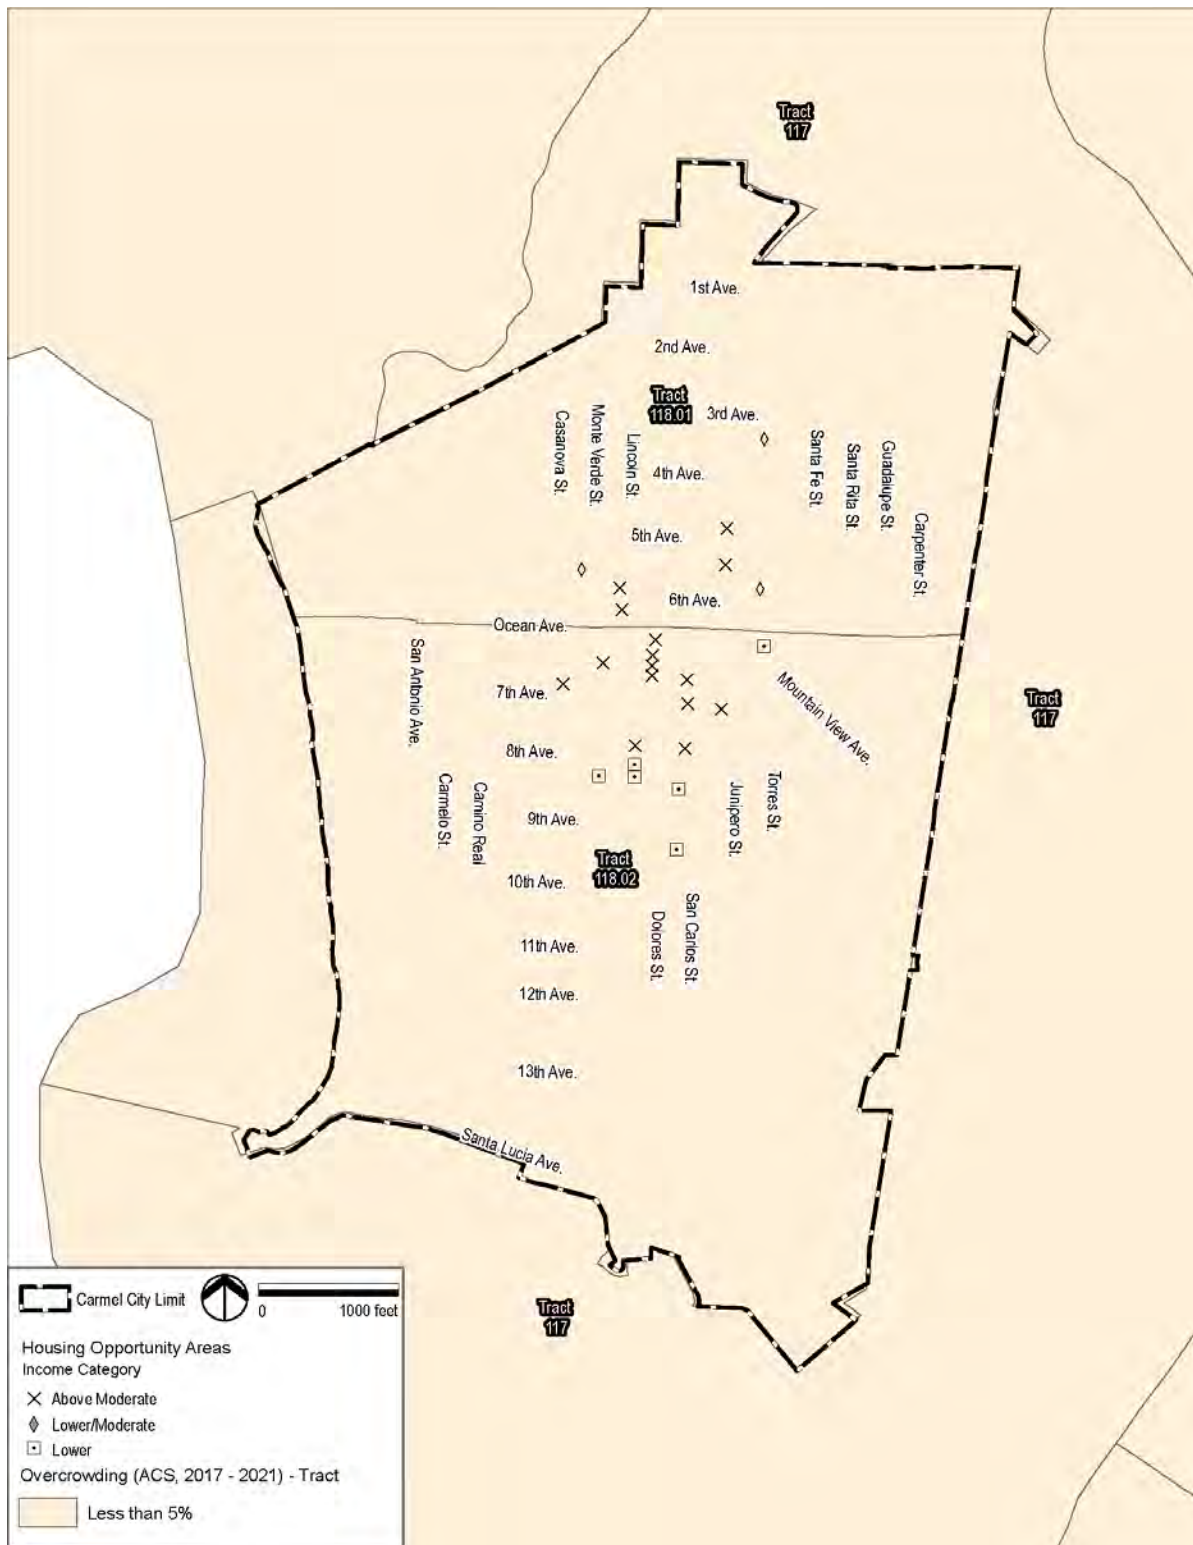 Tract
117
1st Ave.
2nd Ave.
Tract
118.01
3rd Ave.
Casanova St.
Monte Verde St.
Lincoln St.
4th Ave.
Santa Fe St.
Santa Rita St.
Guadalupe St.
Carpenter St.
5th Ave.
6th Ave.
Ocean Ave.
San Antonio Ave.
7th Ave.
Mountain View Ave.
Tract
117
8th Ave.
Carmelo St.
Camino Real
9th Ave.
Junipero St.
Torres St.
Tract
118.02
10th Ave.
Dolores St.
San Carlos St.
11th Ave.
12th Ave.
13th Ave.
Santa Lucia Ave.
Tract
117
Carmel City Limit
0 1000 feet
Housing Opportunity Areas
Income Category
Above Moderate
Lower/Moderate
Lower
Overcrowding (ACS, 2017 - 2021) - Tract
Less than 5%